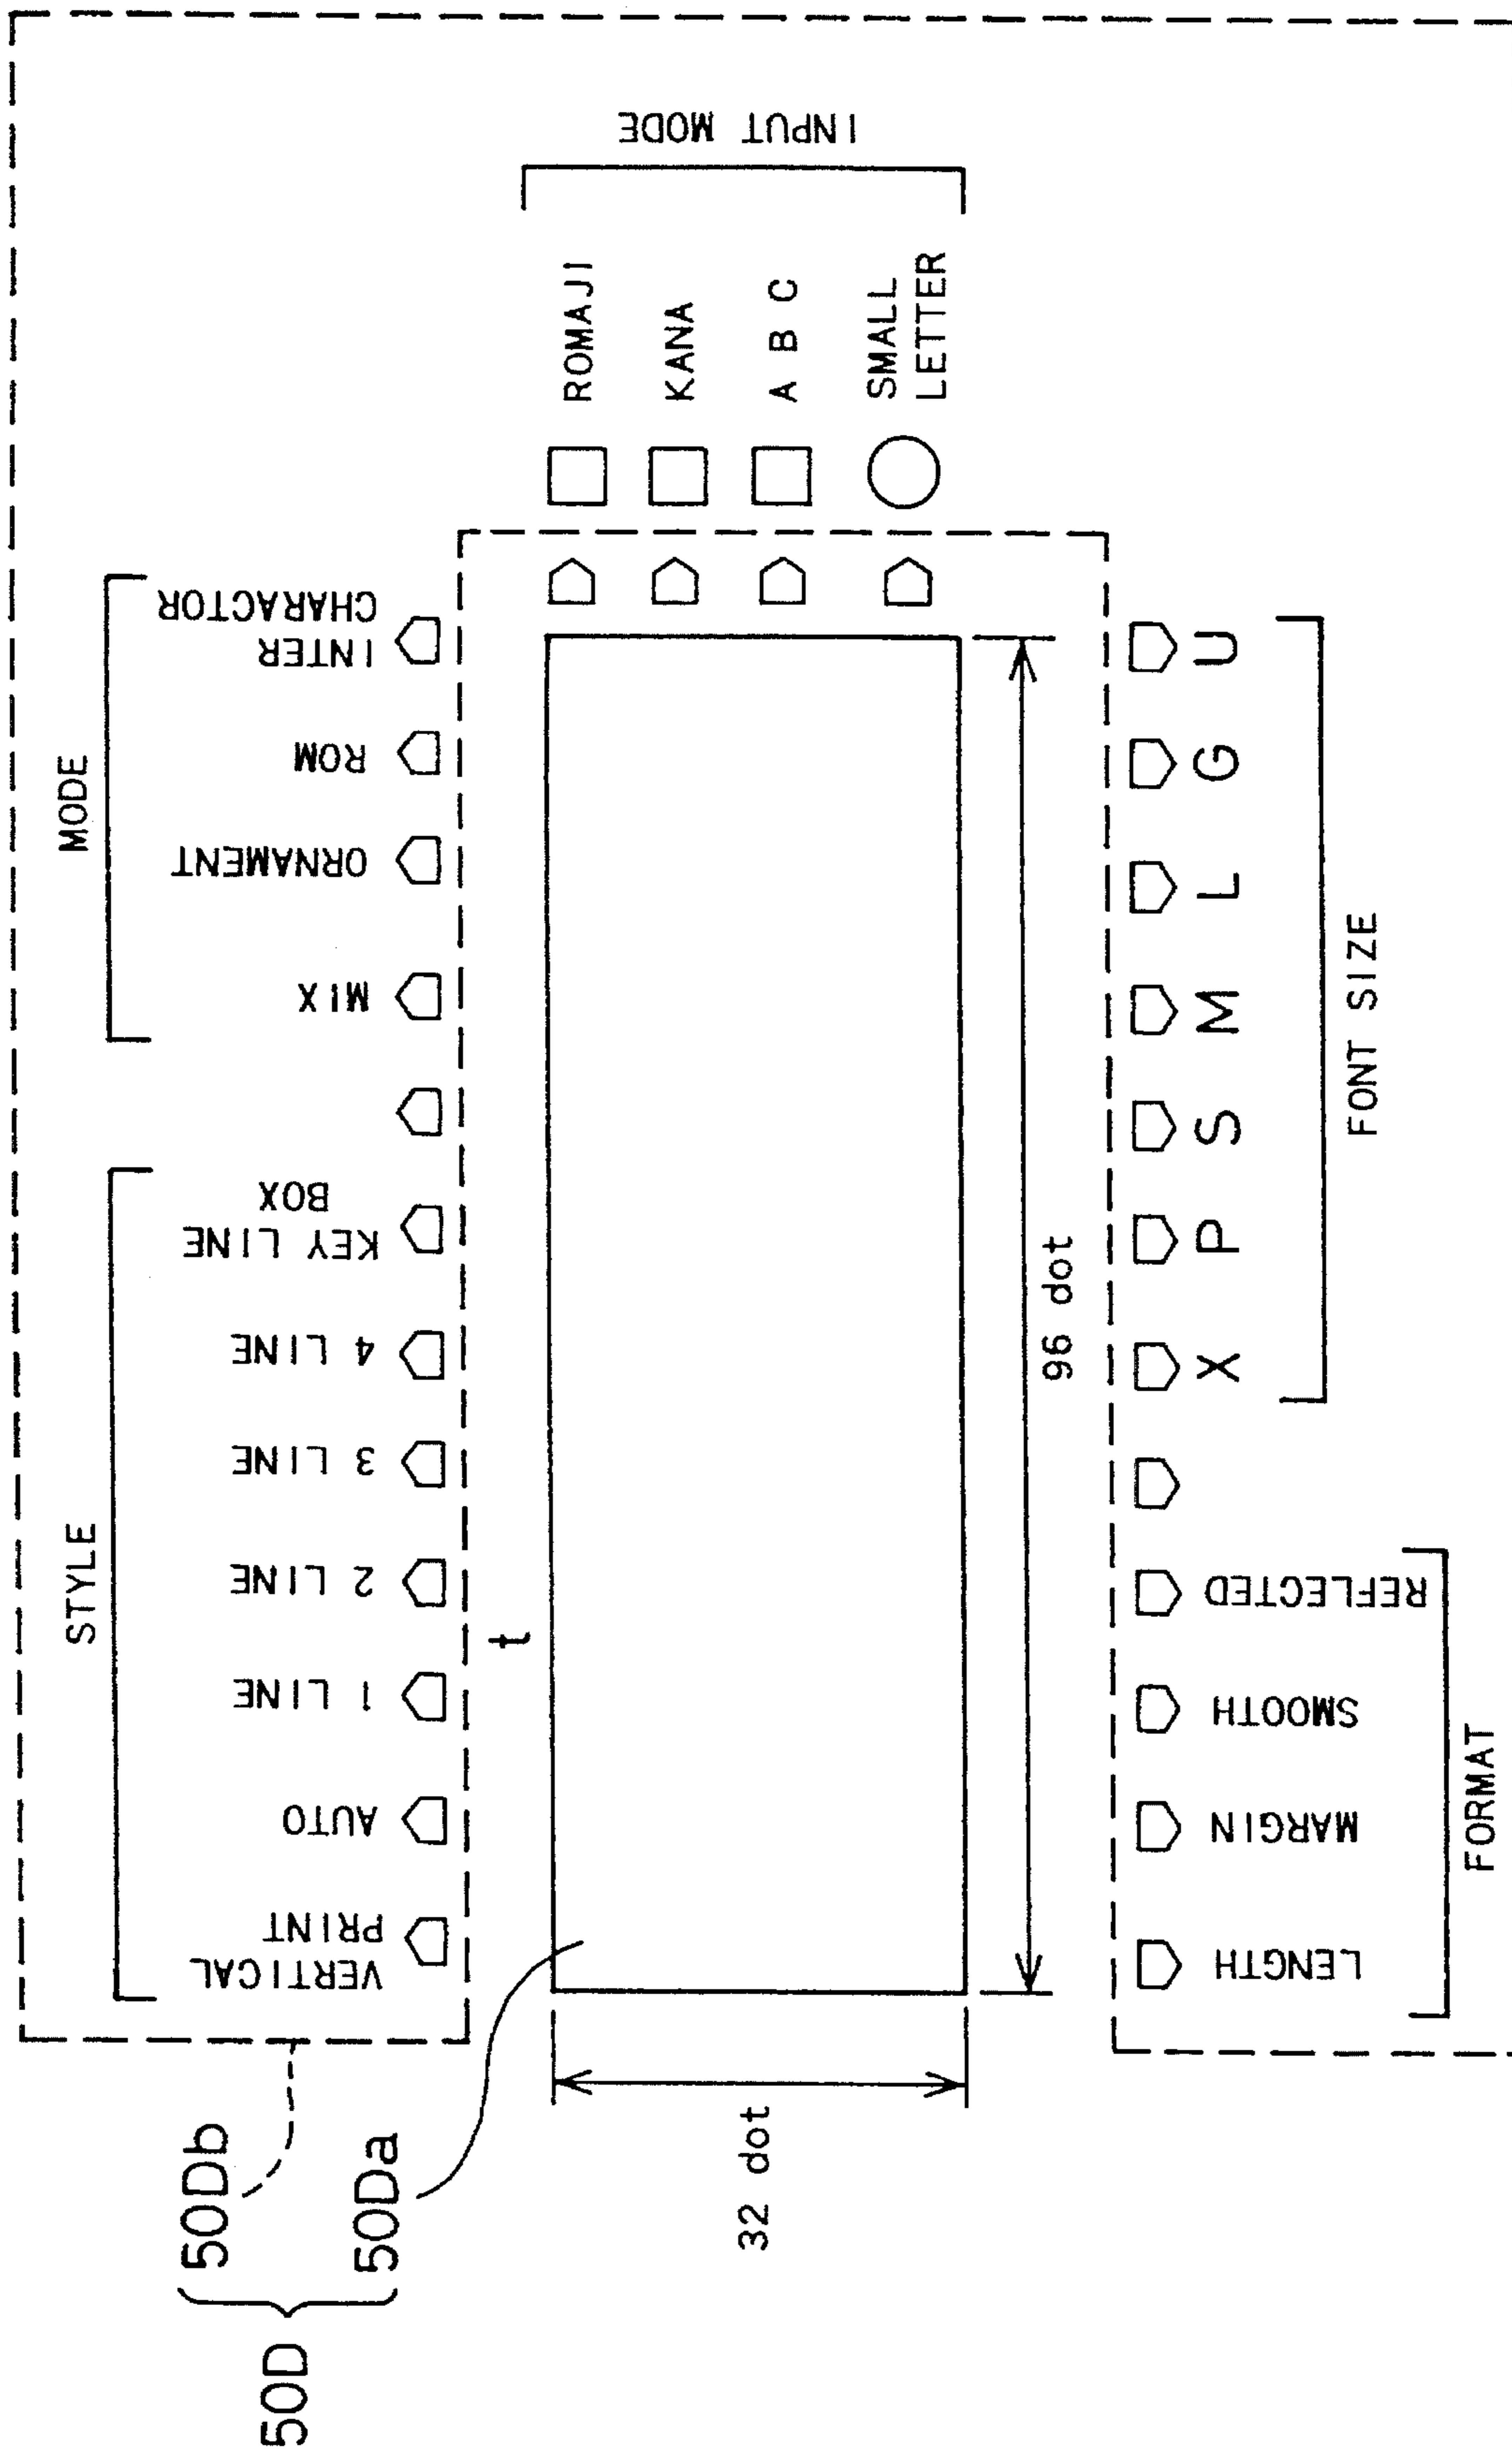 50D
50Db
50Da
STYLE
VERTICAL
PRINT
AUTO
1 LINE
2 LINE
3 LINE
4 LINE
KEY LINE
BOX
MODE
MIX
ORNAMENT
ROM
INTER
CHARACTOR
t
32 dot
96 dot
ROMAJI
KANA
A B C
SMALL
LETTER
INPUT MODE
LENGTH
MARGIN
SMOOTH
REFLECTED
FORMAT
X P S M L G U
FONT SIZE